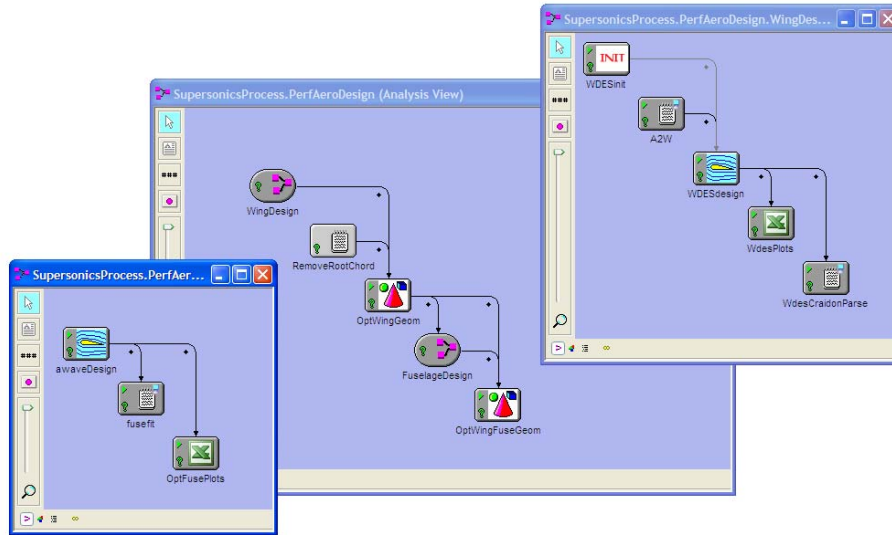 SupersonicsProcess.PerfAeroDesign.WingDes...
INIT
WDESinit
A2W
WDESdesign
WdesPlots
WdesCraidonParse
SupersonicsProcess.PerfAeroDesign (Analysis View)
WingDesign
RemoveRootChord
OptWingGeom
FuselageDesign
OptWingFuseGeom
SupersonicsProcess.PerfAer...
awaveDesign
fusefit
OptFusePlots